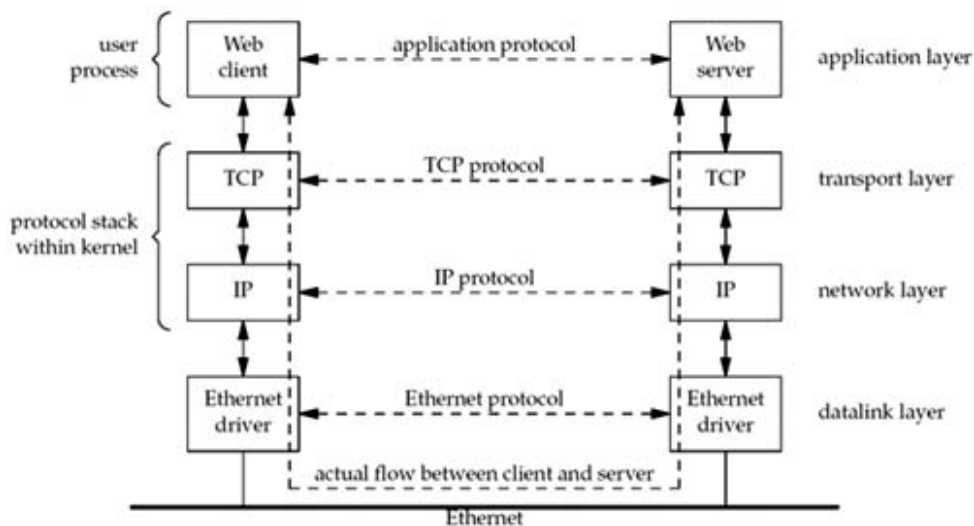 user
process
Web
client
application protocol
Web
server
application layer
TCP
TCP protocol
TCP
transport layer
protocol stack
within kernel
IP
IP protocol
IP
network layer
Ethernet
driver
Ethernet protocol
Ethernet
driver
datalink layer
actual flow between client and server
Ethernet